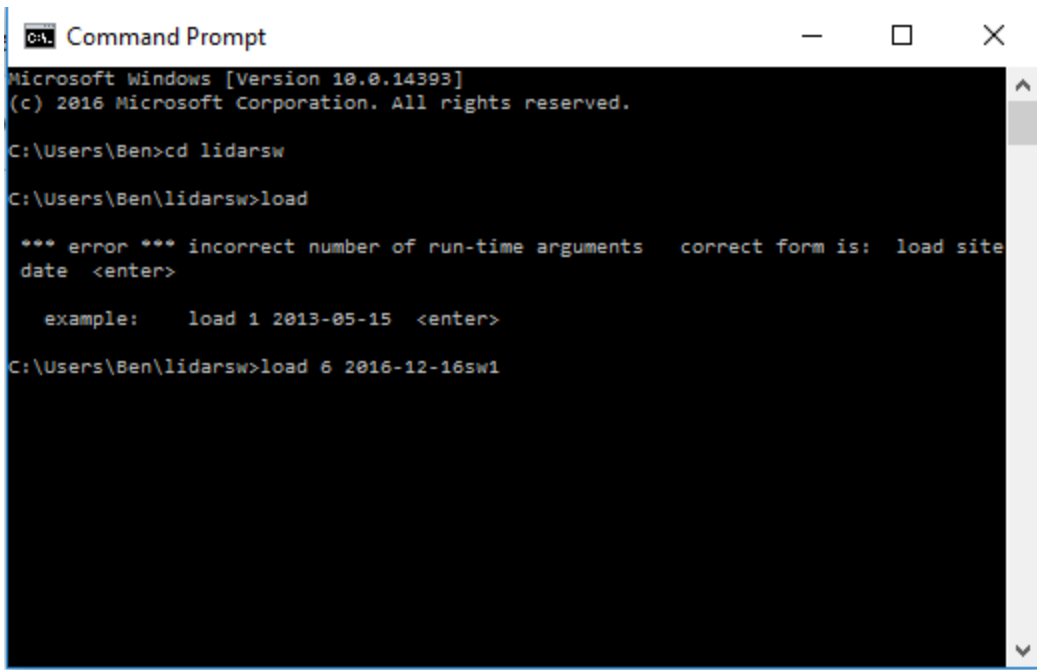 Command Prompt
Microsoft Windows [Version 10.0.14393]
(c) 2016 Microsoft Corporation. All rights reserved.
C:\Users\Ben>cd lidarsw
C:\Users\Ben\lidarsw>load
*** error *** incorrect number of run-time arguments   correct form is:  load site
date  <enter>
example:    load 1 2013-05-15  <enter>
C:\Users\Ben\lidarsw>load 6 2016-12-16sw1